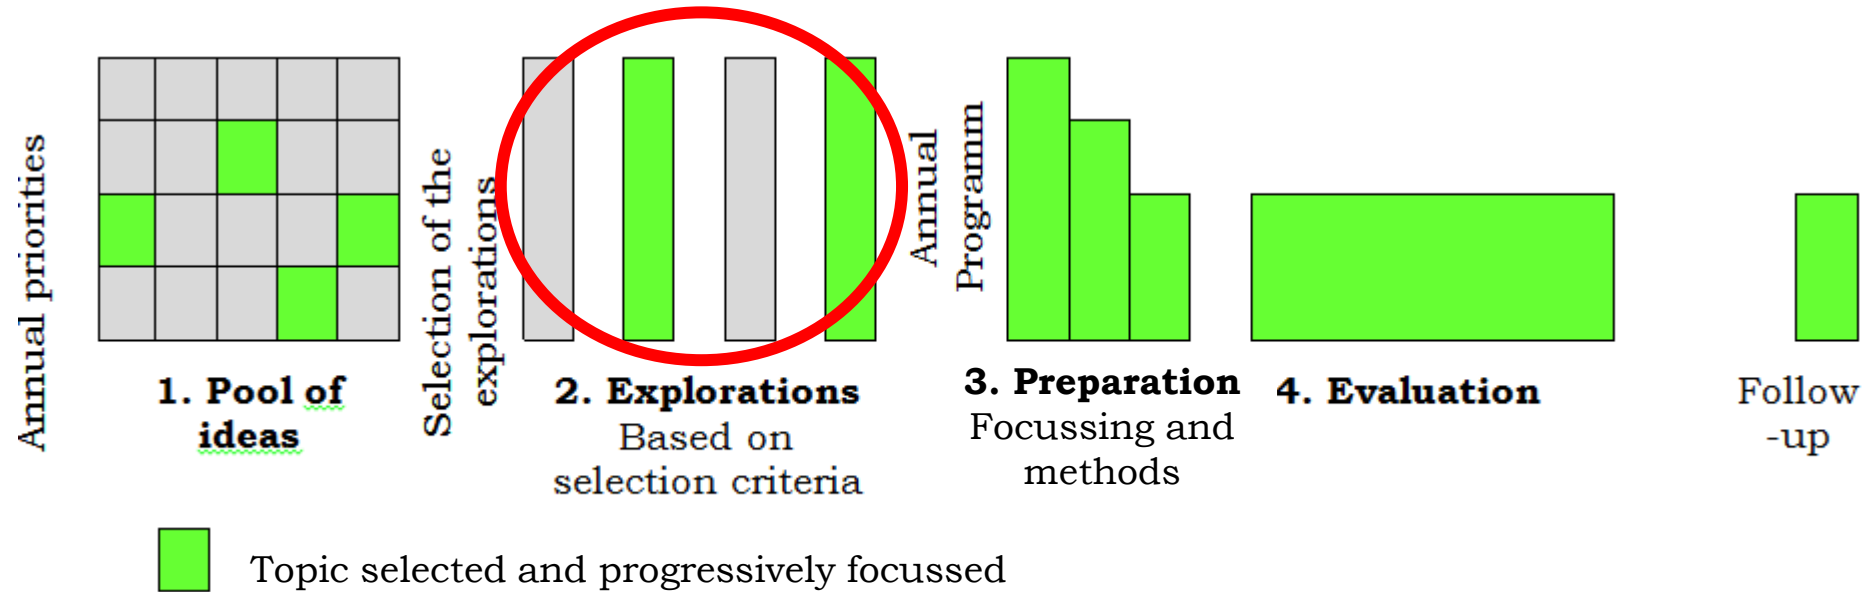 Annual priorities
1. Pool of
ideas
Selection of the
explorations
2. Explorations
Based on
selection criteria
Annual
Programm
3. Preparation
Focussing and
methods
4. Evaluation
Follow
-up
Topic selected and progressively focussed